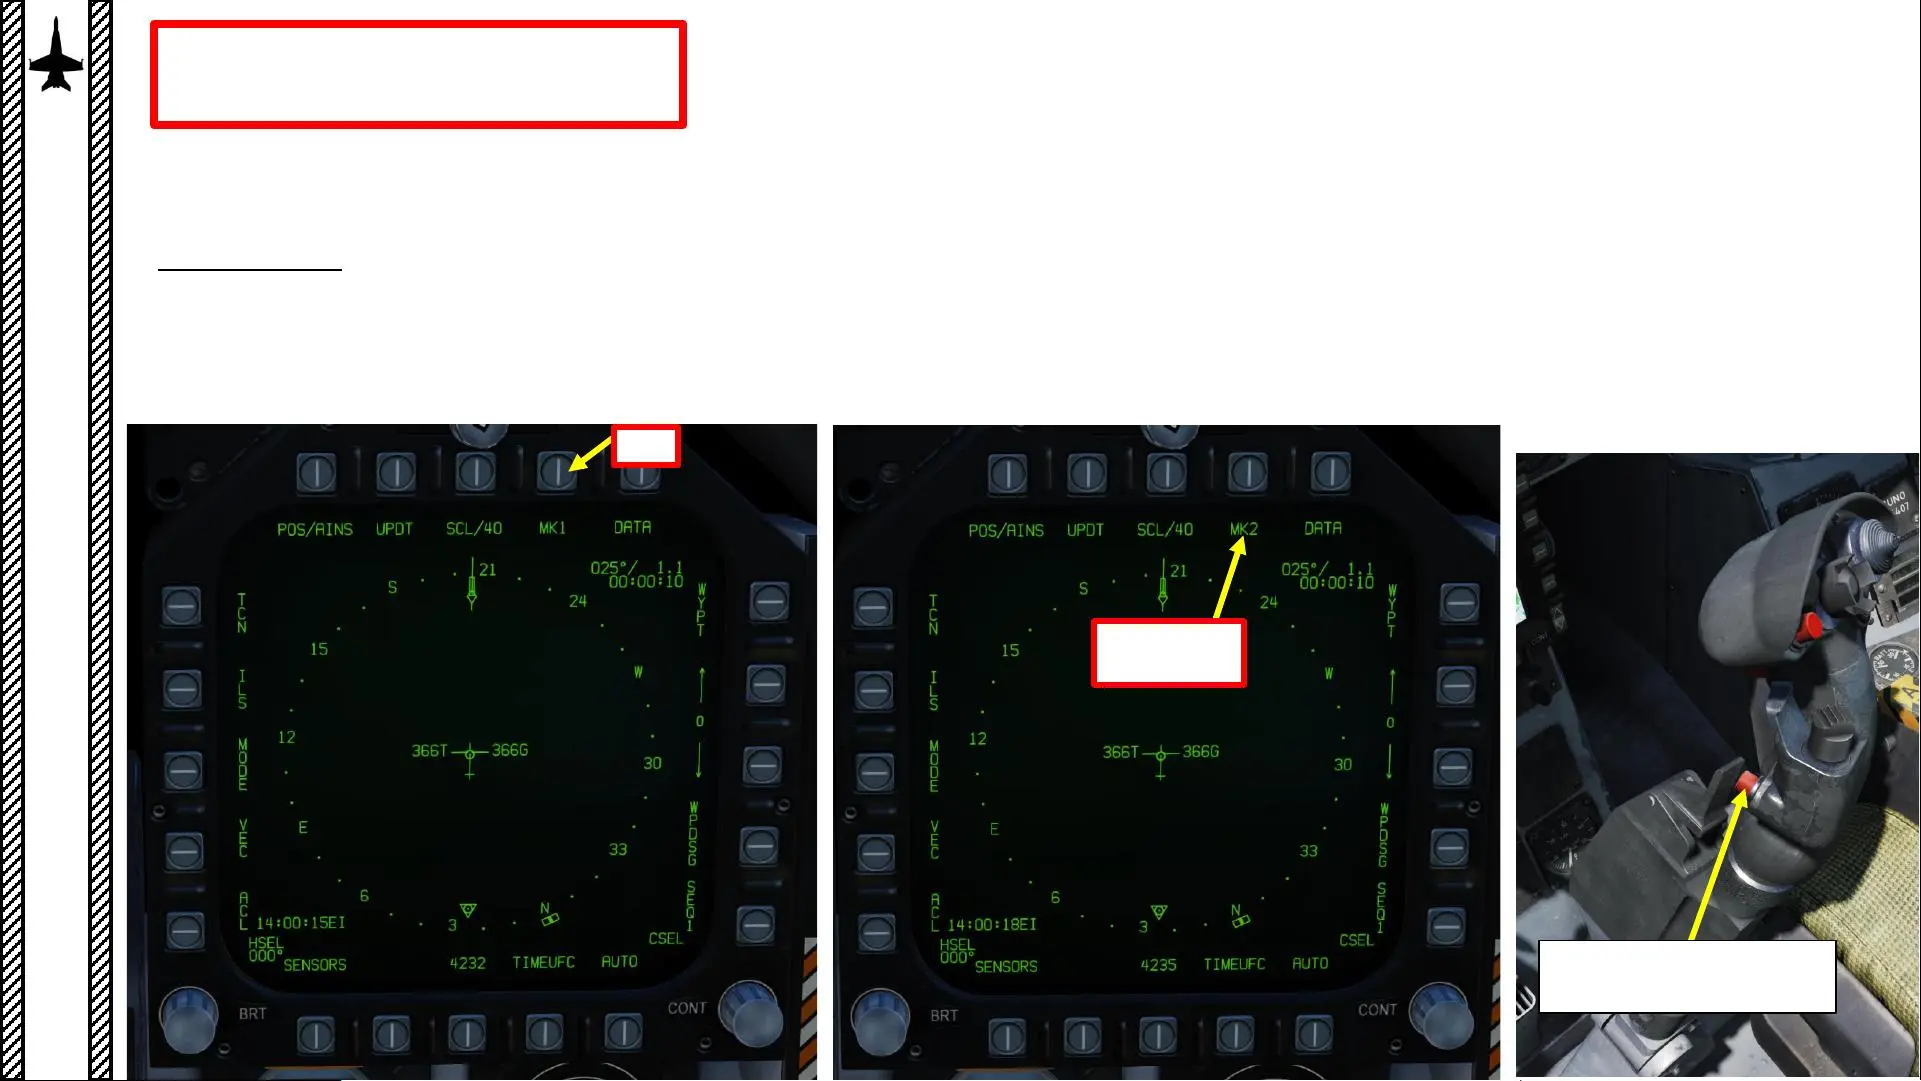 POS/AINS UPDT SCL/40 MK1 DATA
025°/ 1.1
00:00:10
TCN
ILS
MODE
VEC
ACL
WYPT
0
WPDSG
SEQ1
S 21 24 W 30 33 N 3 6 E 12 15
366T 366G
14:00:15EI
HSEL
000°
SENSORS
4232 TIMEUFC AUTO
CSEL
BRT
CONT
POS/AINS UPDT SCL/40 MK2 DATA
025°/ 1.1
00:00:10
TCN
ILS
MODE
VEC
ACL
WYPT
0
WPDSG
SEQ1
S 21 24 W 30 33 N 3 6 E 12 15
366T 366G
14:00:18EI
HSEL
000°
SENSORS
4235 TIMEUFC AUTO
CSEL
BRT
CONT
407